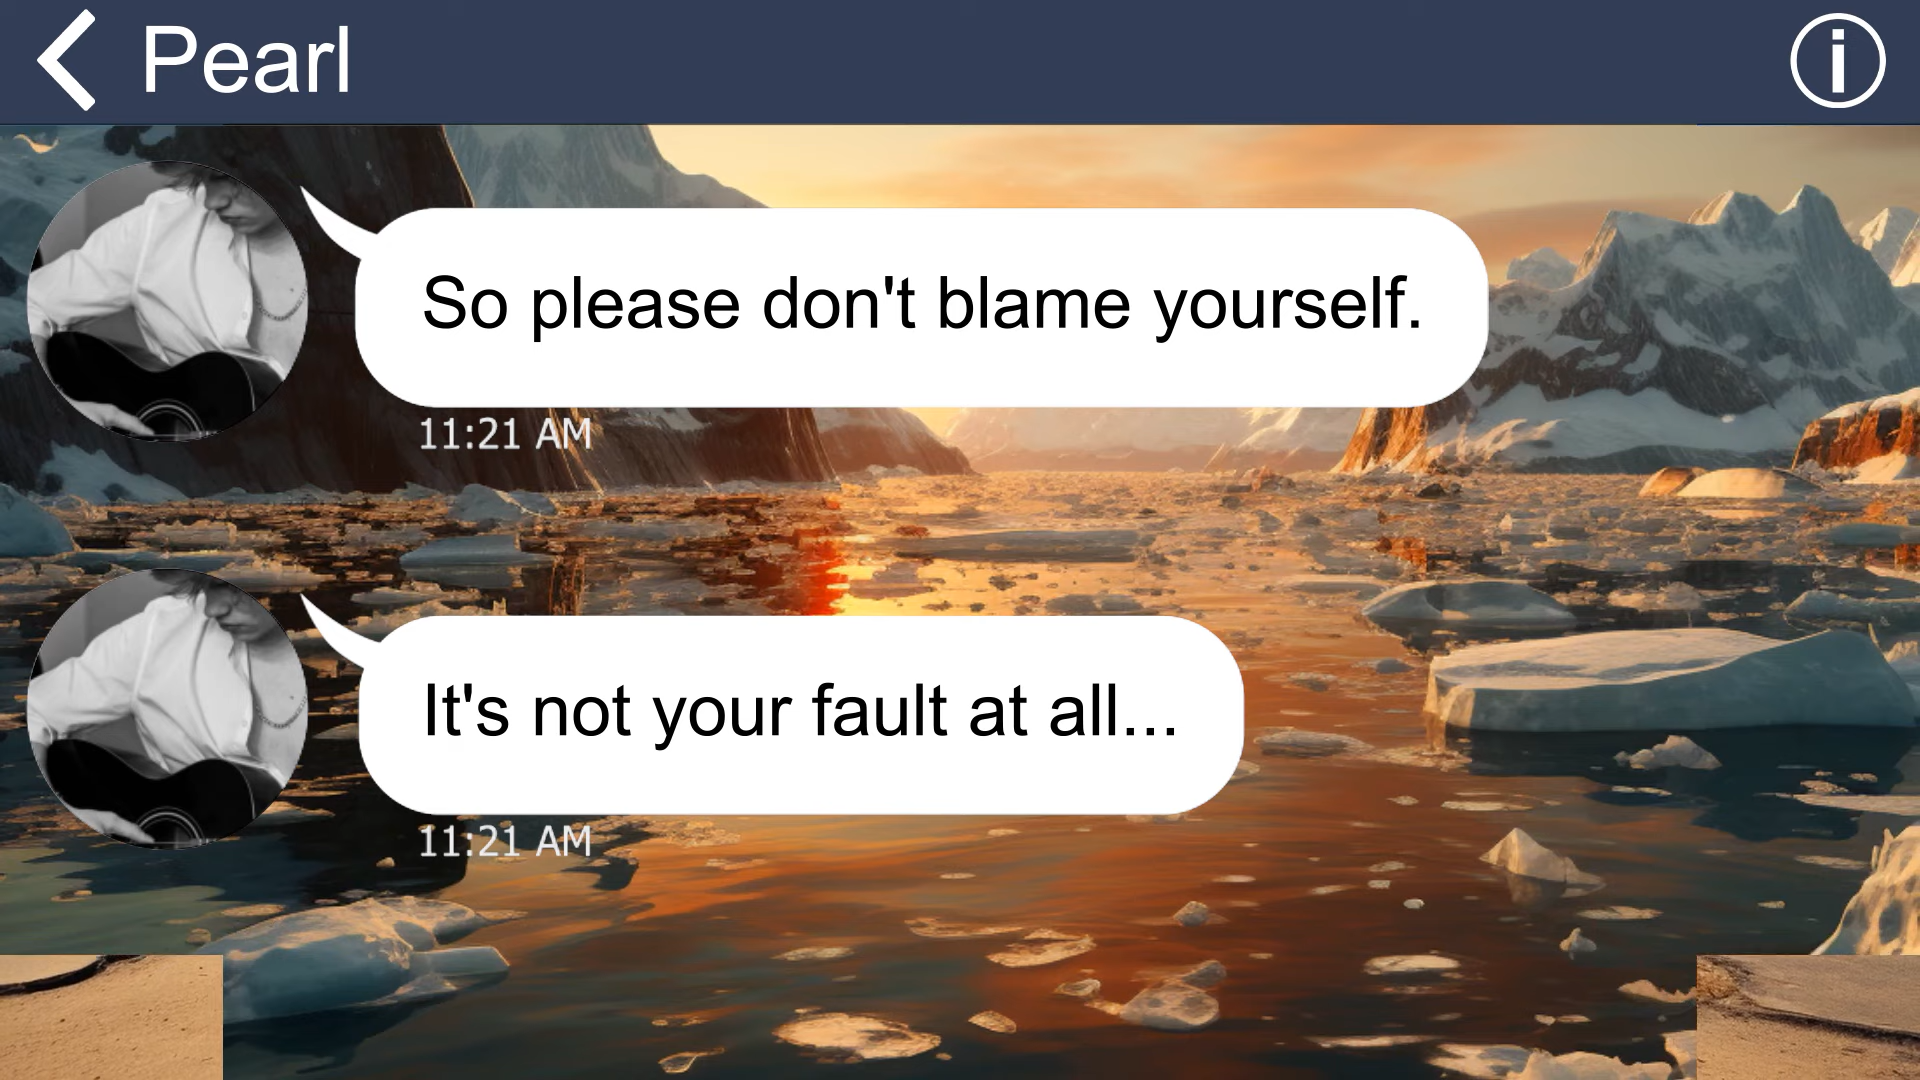 Pearl
So please don't blame yourself.
11:21 AM
It's not your fault at all...
11:21 AM